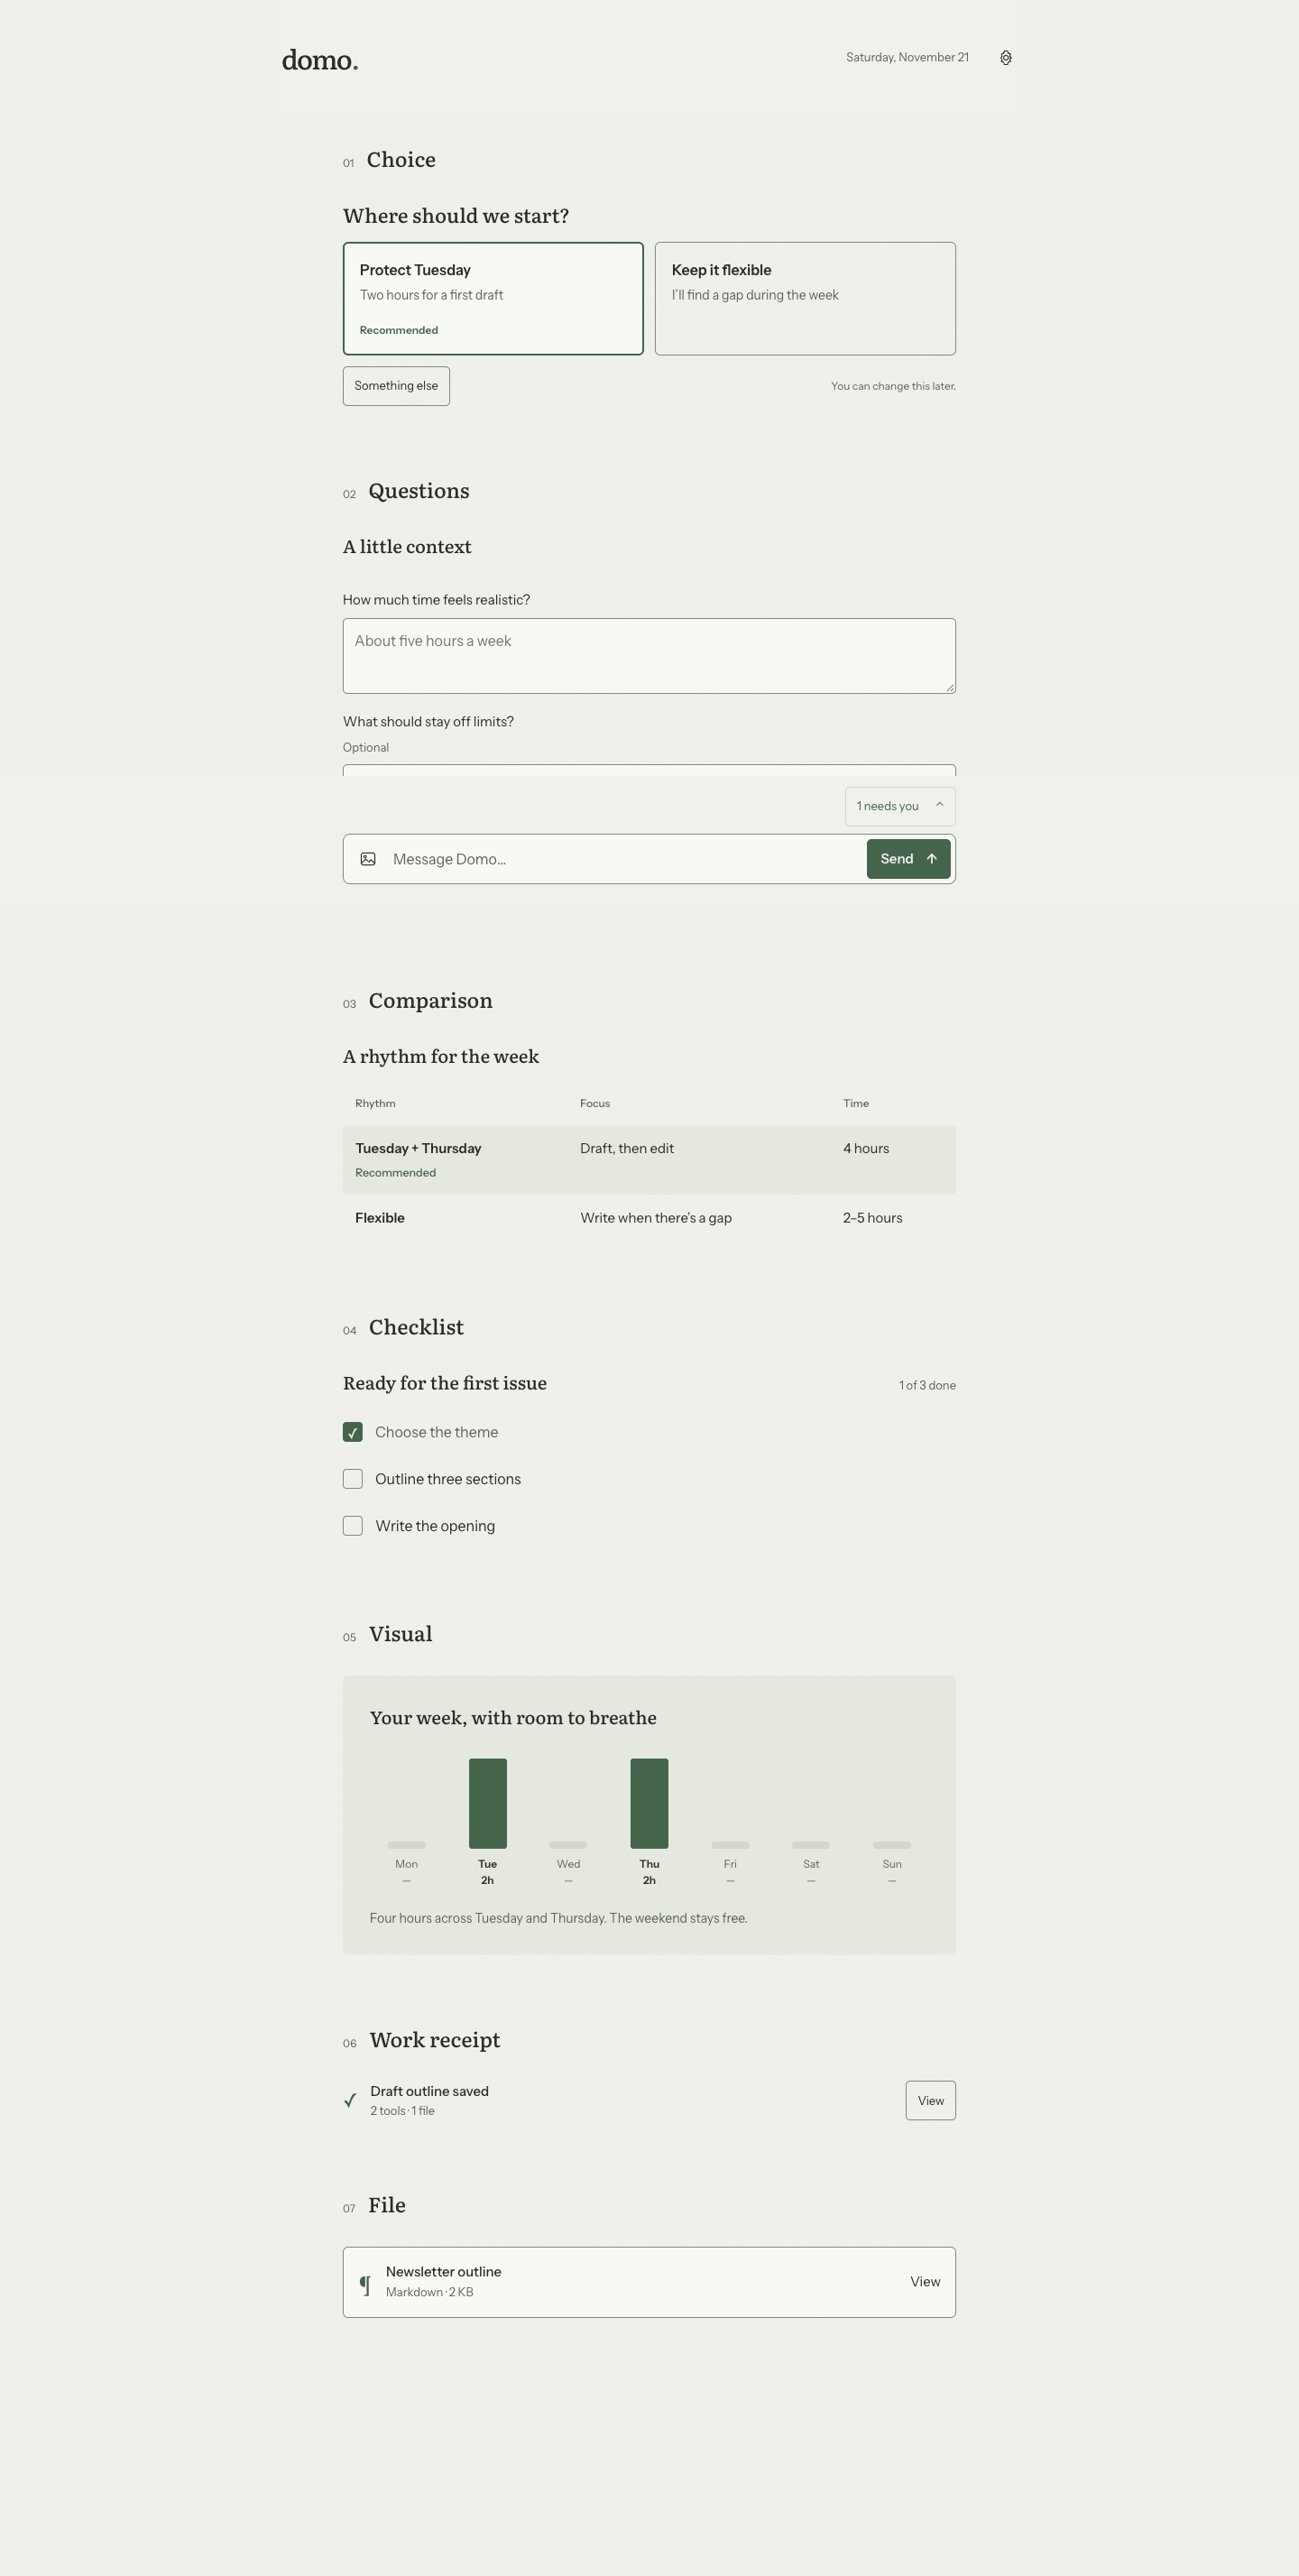 domo.
Saturday, November 21
01 Choice
Where should we start?
Protect Tuesday
Two hours for a first draft
Recommended
Keep it flexible
I'll find a gap during the week
Something else
You can change this later.
02 Questions
A little context
How much time feels realistic?
About five hours a week
What should stay off limits?
Optional
1 needs you
Message Domo...
Send
03 Comparison
A rhythm for the week
Rhythm Focus Time
Tuesday + Thursday Draft, then edit 4 hours
Recommended
Flexible Write when there's a gap 2–5 hours
04 Checklist
Ready for the first issue
1 of 3 done
Choose the theme
Outline three sections
Write the opening
05 Visual
Your week, with room to breathe
Mon Tue Wed Thu Fri Sat Sun
— 2h — 2h — — —
Four hours across Tuesday and Thursday. The weekend stays free.
06 Work receipt
Draft outline saved
2 tools · 1 file
View
07 File
¶ Newsletter outline
Markdown · 2 KB
View